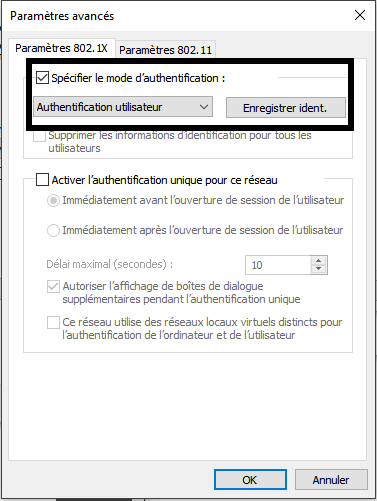 Paramètres avancés
Paramètres 802.1X
Paramètres 802.11
Spécifier le mode d'authentification :
Authentification utilisateur
Enregistrer ident.
Supprimer les informations d'identification pour tous les
utilisateurs
Activer l'authentification unique pour ce réseau
Immédiatement avant l'ouverture de session de l'utilisateur
Immédiatement après l'ouverture de session de l'utilisateur
Délai maximal (secondes) :
10
Autoriser l'affichage de boîtes de dialogue
supplémentaires pendant l'authentification unique
Ce réseau utilise des réseaux locaux virtuels distincts pour
l'authentification de l'ordinateur et de l'utilisateur
OK
Annuler